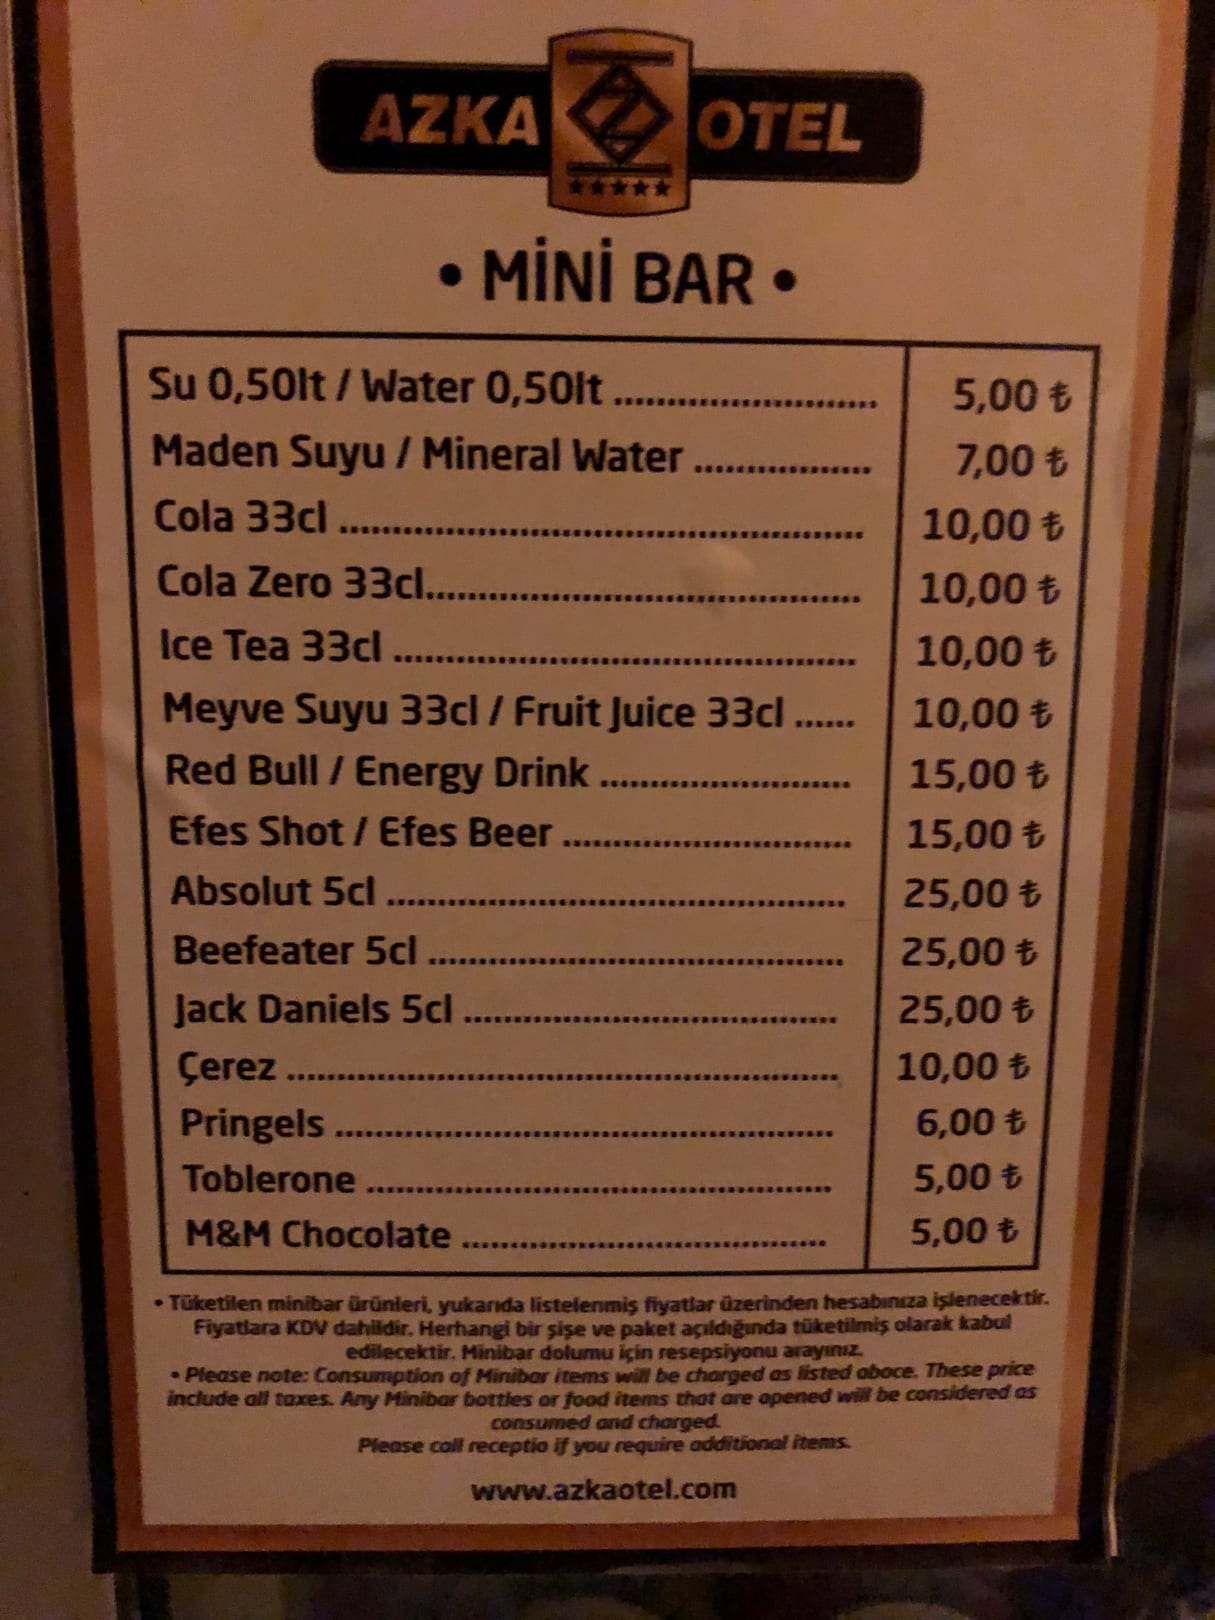 AZKA Z OTEL
• MİNİ BAR •
Su 0,50lt / Water 0,50lt ........................ 5,00 ₺
Maden Suyu / Mineral Water ................. 7,00 ₺
Cola 33cl .................................................. 10,00 ₺
Cola Zero 33cl.......................................... 10,00 ₺
Ice Tea 33cl ............................................. 10,00 ₺
Meyve Suyu 33cl / Fruit Juice 33cl ...... 10,00 ₺
Red Bull / Energy Drink ......................... 15,00 ₺
Efes Shot / Efes Beer ............................. 15,00 ₺
Absolut 5cl .............................................. 25,00 ₺
Beefeater 5cl .......................................... 25,00 ₺
Jack Daniels 5cl ...................................... 25,00 ₺
Çerez ........................................................ 10,00 ₺
Pringels .................................................... 6,00 ₺
Toblerone ................................................ 5,00 ₺
M&M Chocolate ...................................... 5,00 ₺
• Tüketilen minibar ürünleri, yukarıda listelenmiş fiyatlar üzerinden hesabınıza işlenecektir.
Fiyatlara KDV dahildir. Herhangi bir şişe ve paket açıldığında tüketilmiş olarak kabul
edilecektir. Minibar dolumu için resepsiyonu arayınız.
• Please note: Consumption of Minibar items will be charged as listed aboce. These price
include all taxes. Any Minibar bottles or food items that are opened will be considered as
consumed and charged.
Please call receptio if you require additional items.
www.azkaotel.com